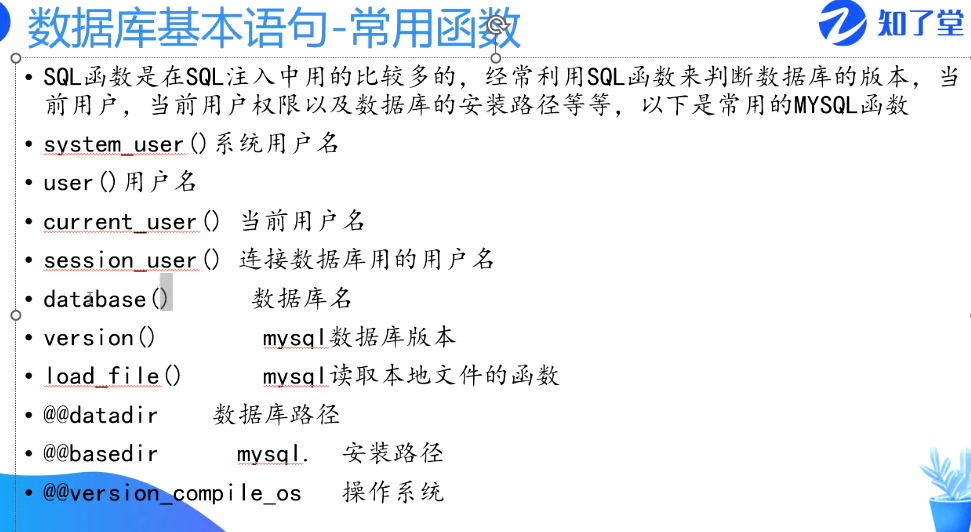 数据库基本语句-常用函数
知了堂
• SQL函数是在SQL注入中用的比较多的，经常利用SQL函数来判断数据库的版本，当
前用户，当前用户权限以及数据库的安装路径等等，以下是常用的MYSQL函数
• system_user()系统用户名
• user()用户名
• current_user() 当前用户名
• session_user() 连接数据库用的用户名
• database() 数据库名
• version() mysql数据库版本
• load_file() mysql读取本地文件的函数
• @@datadir 数据库路径
• @@basedir mysql. 安装路径
• @@version_compile_os 操作系统